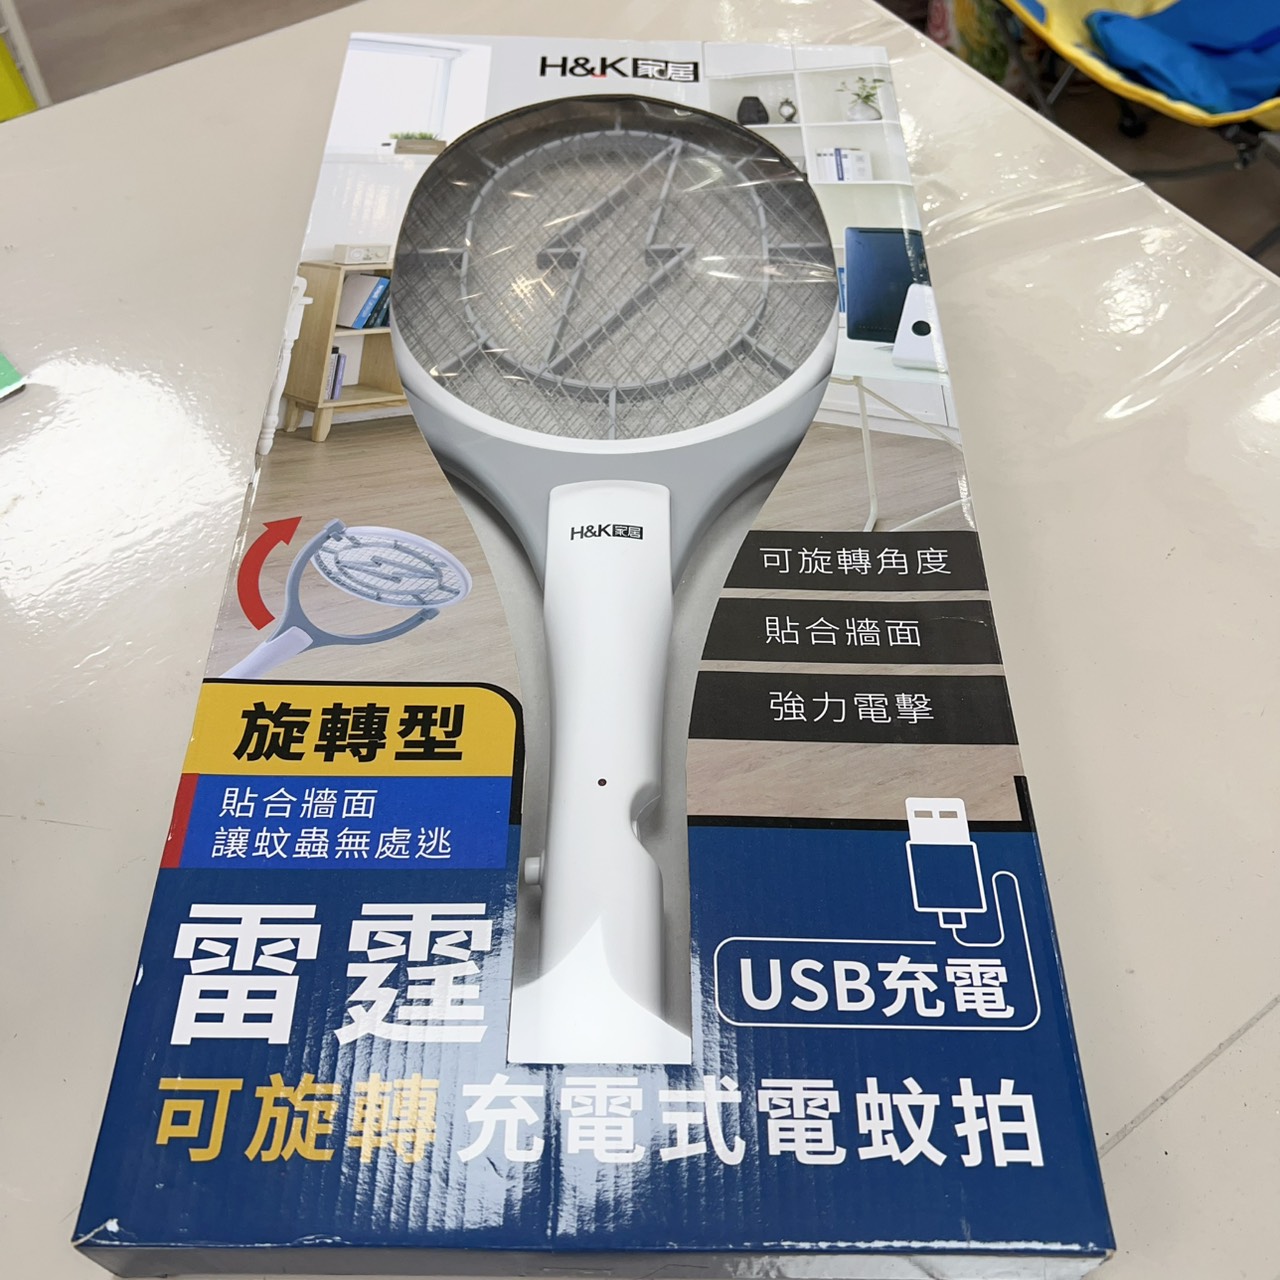 H&K家居
H&K家居
可旋轉角度
貼合牆面
強力電擊
旋轉型
貼合牆面
讓蚊蟲無處逃
雷霆
USB充電
可旋轉充電式電蚊拍